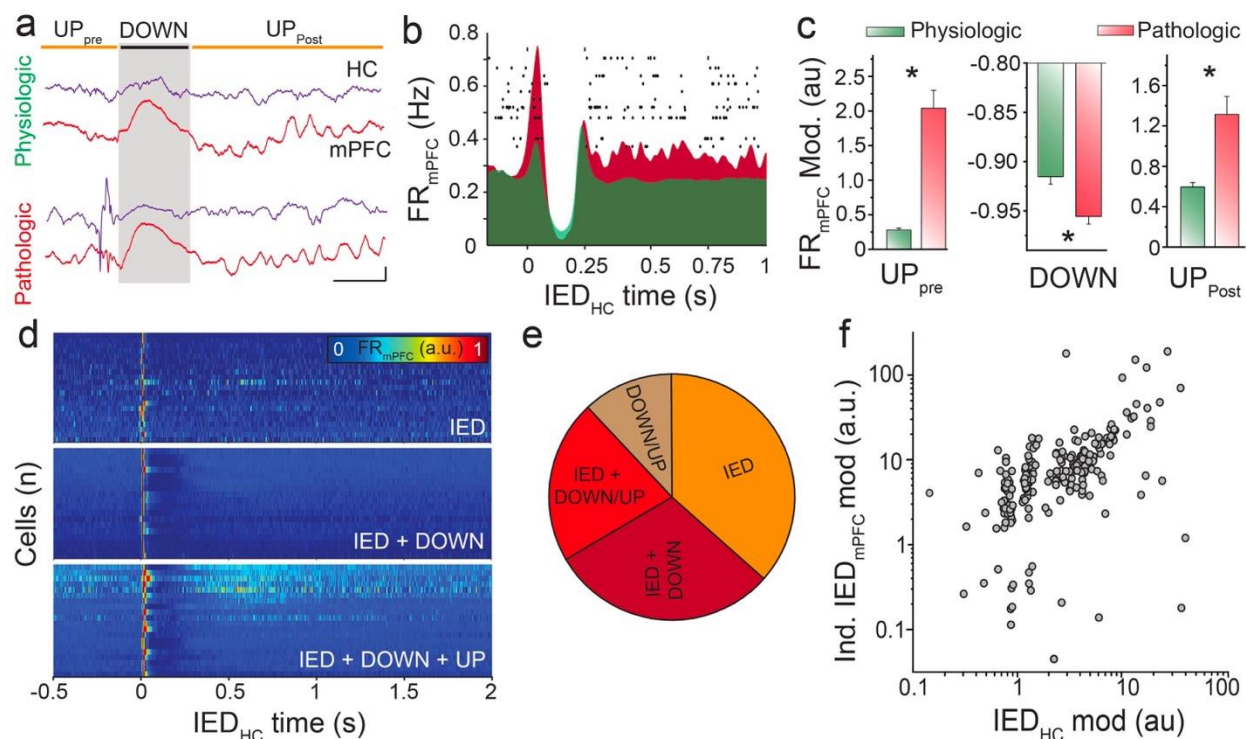 a
UPpre
DOWN
UPPost
Physiologic
HC
mPFC
Pathologic
b
0.8
0.6
0.4
0.2
0
FRmPFC (Hz)
0
0.25
0.5
0.75
1
IEDHC time (s)
c
Physiologic
Pathologic
FRmPFC Mod. (au)
2.5
2.0
1.5
1.0
0.5
0
*
UPpre
-0.80
-0.85
-0.90
-0.95
*
DOWN
1.6
1.2
0.8
0.4
0
*
UPPost
d
0 FRmPFC (a.u.) 1
IED
IED + DOWN
IED + DOWN + UP
Cells (n)
-0.5
0
0.5
1
1.5
2
IEDHC time (s)
e
DOWN/UP
IED
IED +
DOWN/UP
IED +
DOWN
f
Ind. IEDmPFC mod (a.u.)
100
10
1
0.1
0.1
1
10
100
IEDHC mod (au)